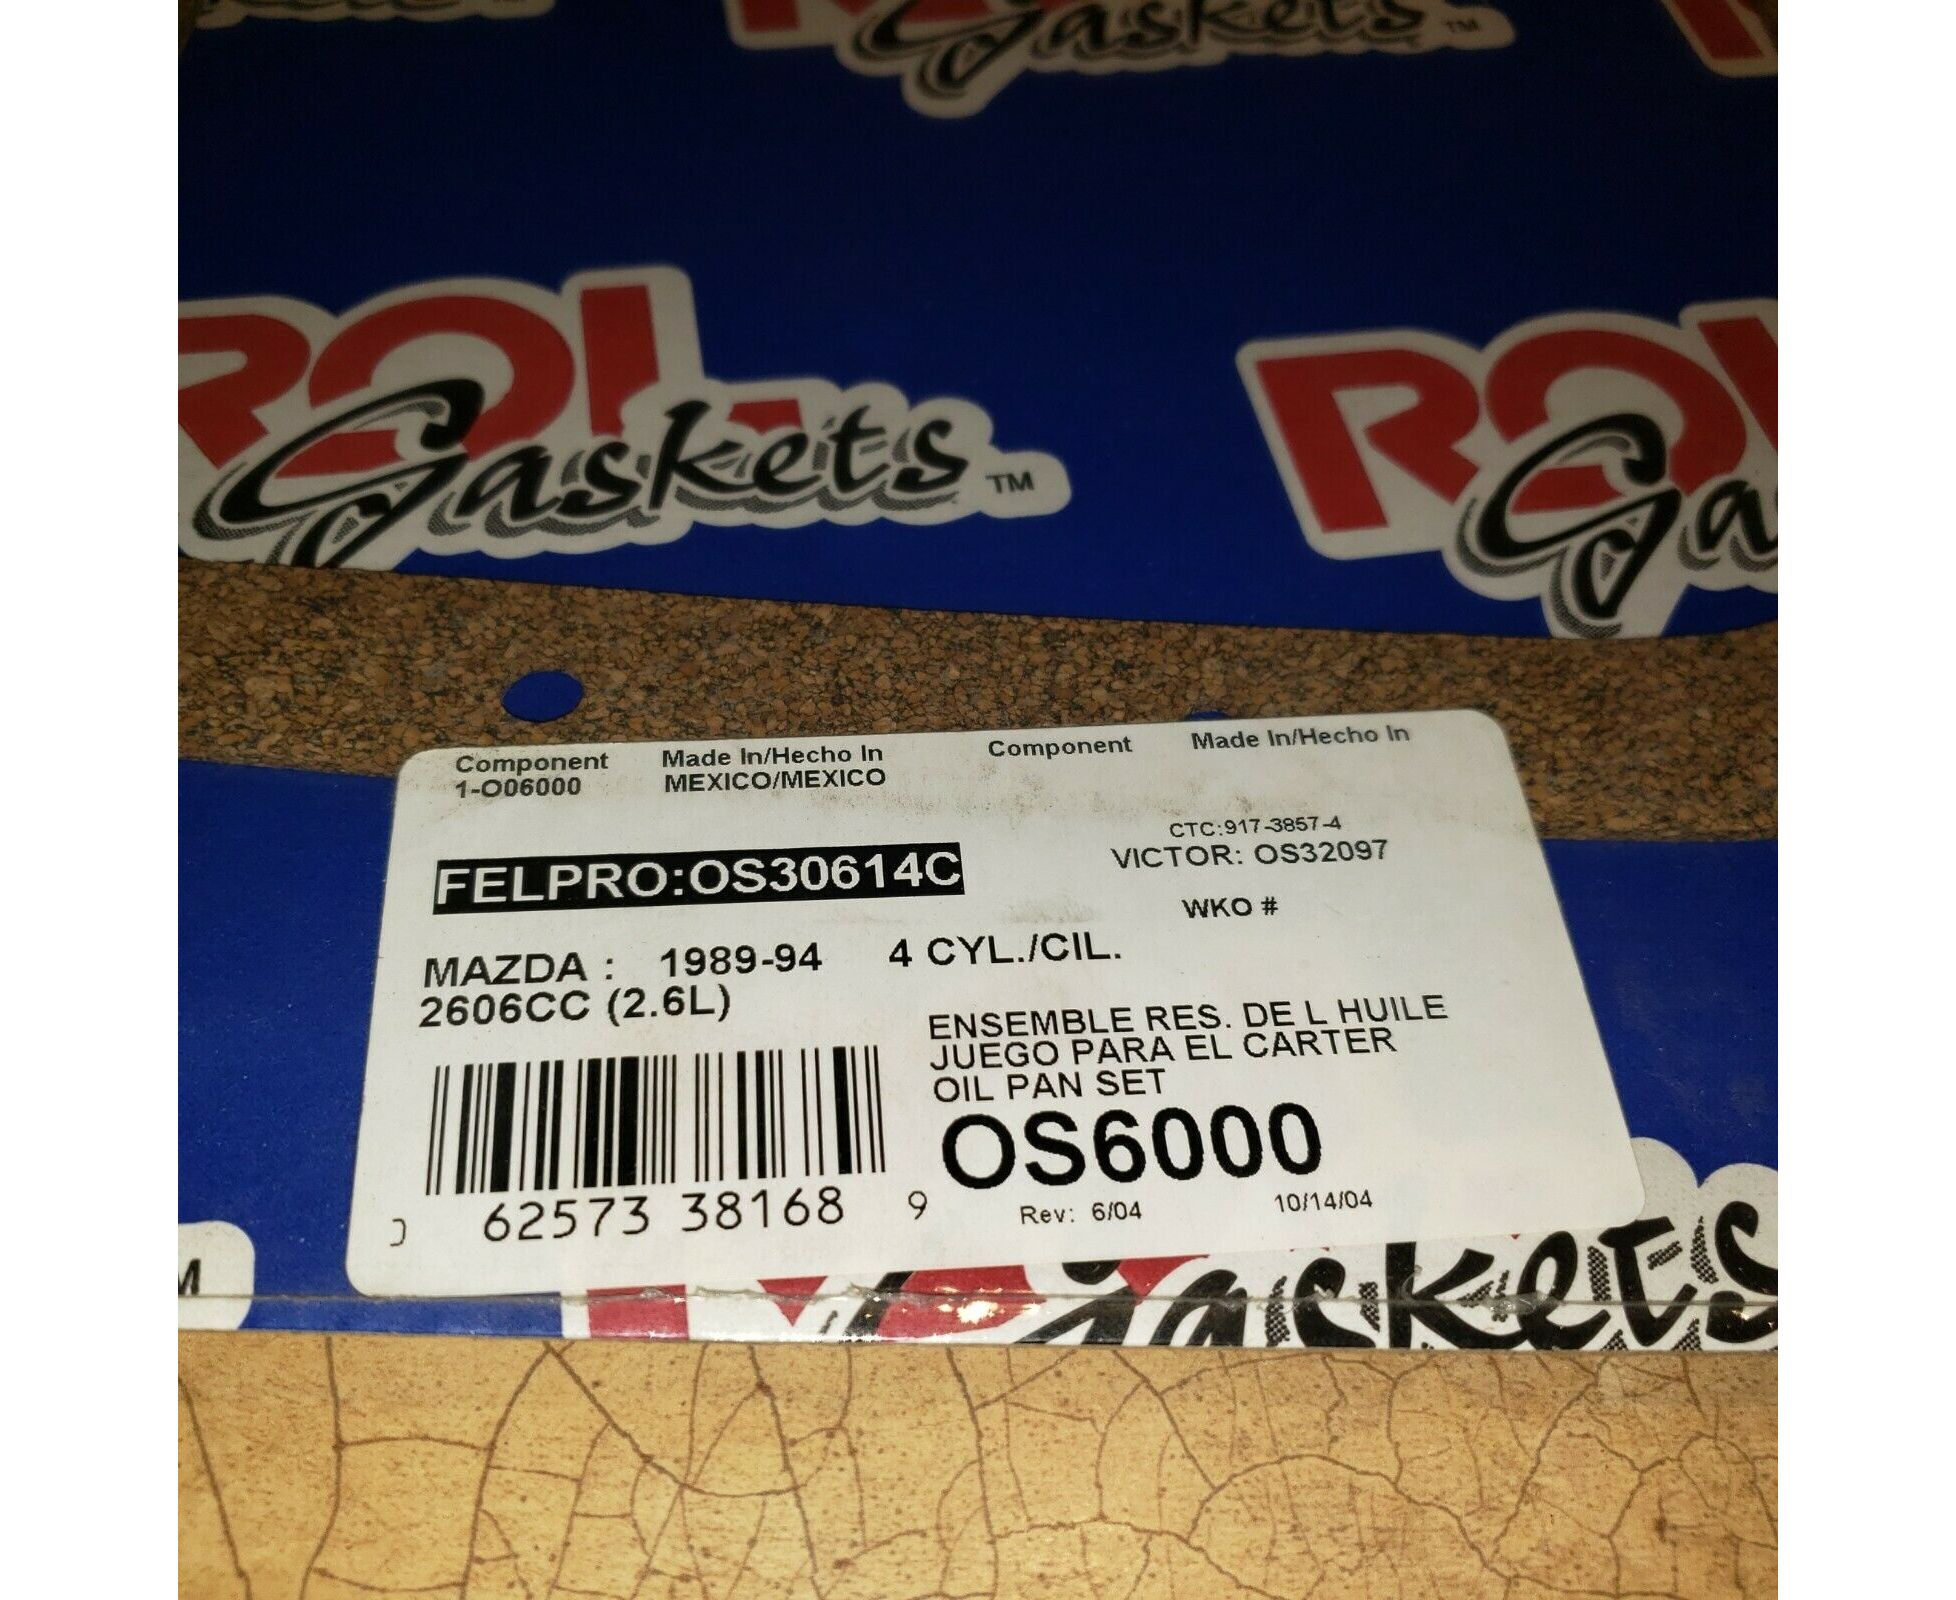 Gaskets TM
ROL
Gaskets TM
ROL
Ga
Component Made In/Hecho In Component Made In/Hecho In
1-O06000 MEXICO/MEXICO
CTC:917-3857-4
FELPRO:OS30614C
VICTOR: OS32097
WKO #
MAZDA : 1989-94 4 CYL./CIL.
2606CC (2.6L)
ENSEMBLE RES. DE L HUILE
JUEGO PARA EL CARTER
OIL PAN SET
OS6000
62573 38168 9
Rev: 6/04 10/14/04
Gaskets